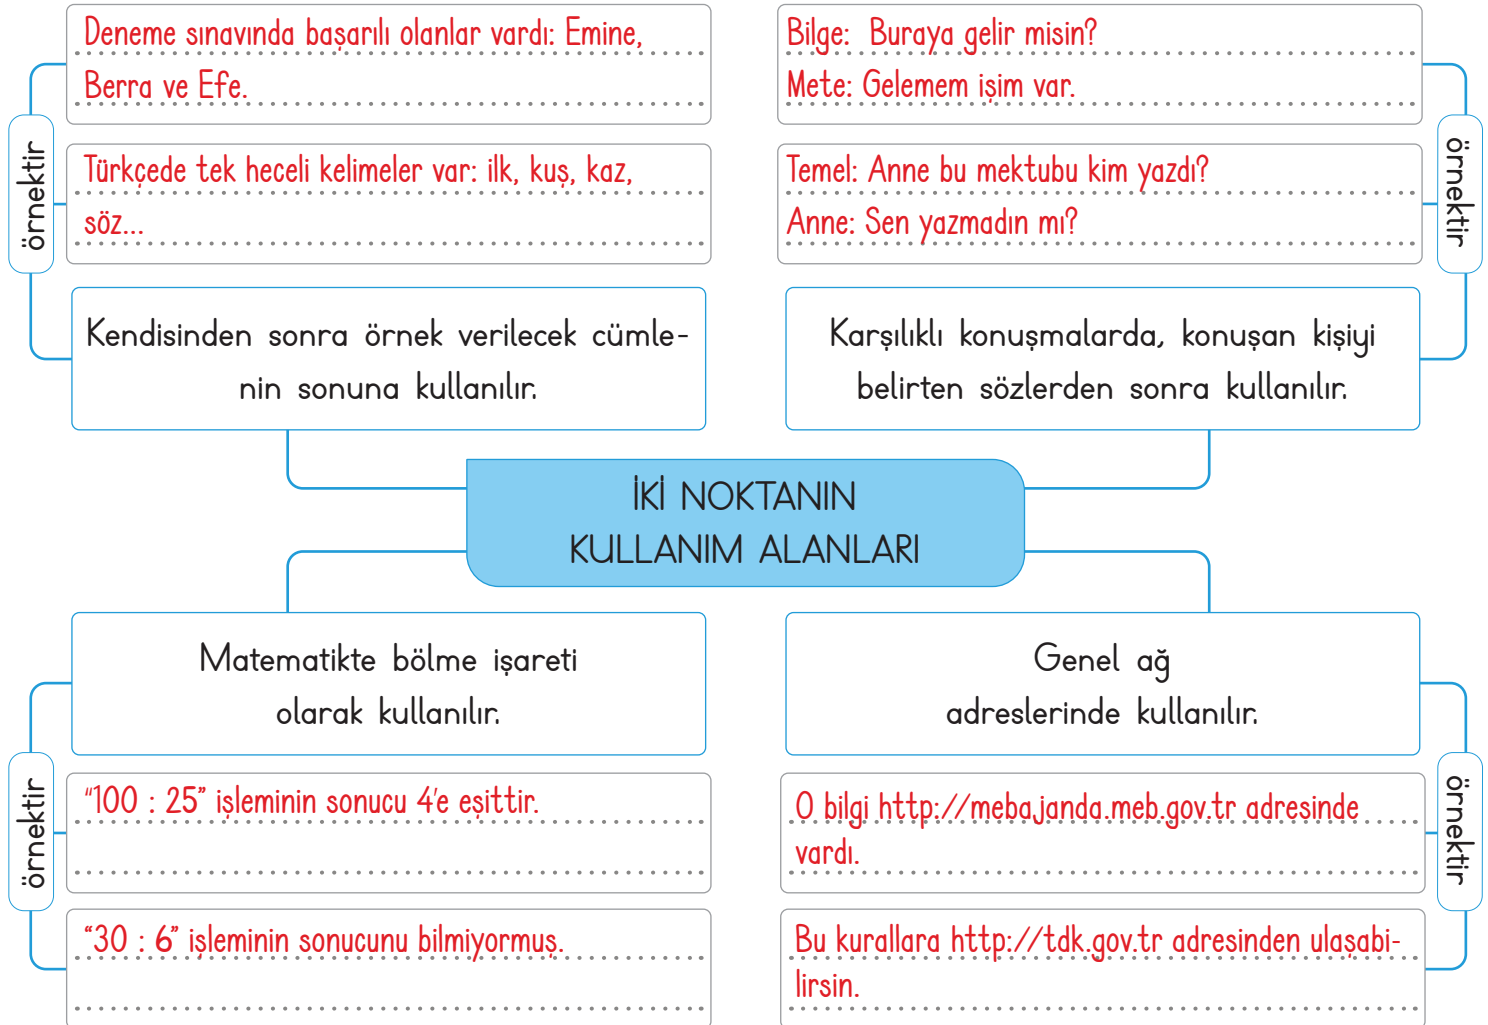 Deneme sınavında başarılı olanlar vardı: Emine,
Berra ve Efe.
Türkçede tek heceli kelimeler var: ilk, kuş, kaz,
söz...
örnektir
Kendisinden sonra örnek verilecek cümle-
nin sonuna kullanılır.
Bilge: Buraya gelir misin?
Mete: Gelemem işim var.
Temel: Anne bu mektubu kim yazdı?
Anne: Sen yazmadın mı?
örnektir
Karşılıklı konuşmalarda, konuşan kişiyi
belirten sözlerden sonra kullanılır.
İKİ NOKTANIN
KULLANIM ALANLARI
Matematikte bölme işareti
olarak kullanılır.
örnektir
“100 : 25” işleminin sonucu 4’e eşittir.
“30 : 6” işleminin sonucunu bilmiyormuş.
Genel ağ
adreslerinde kullanılır.
örnektir
O bilgi http://mebajanda.meb.gov.tr adresinde
vardı.
Bu kurallara http://tdk.gov.tr adresinden ulaşabi-
lirsin.